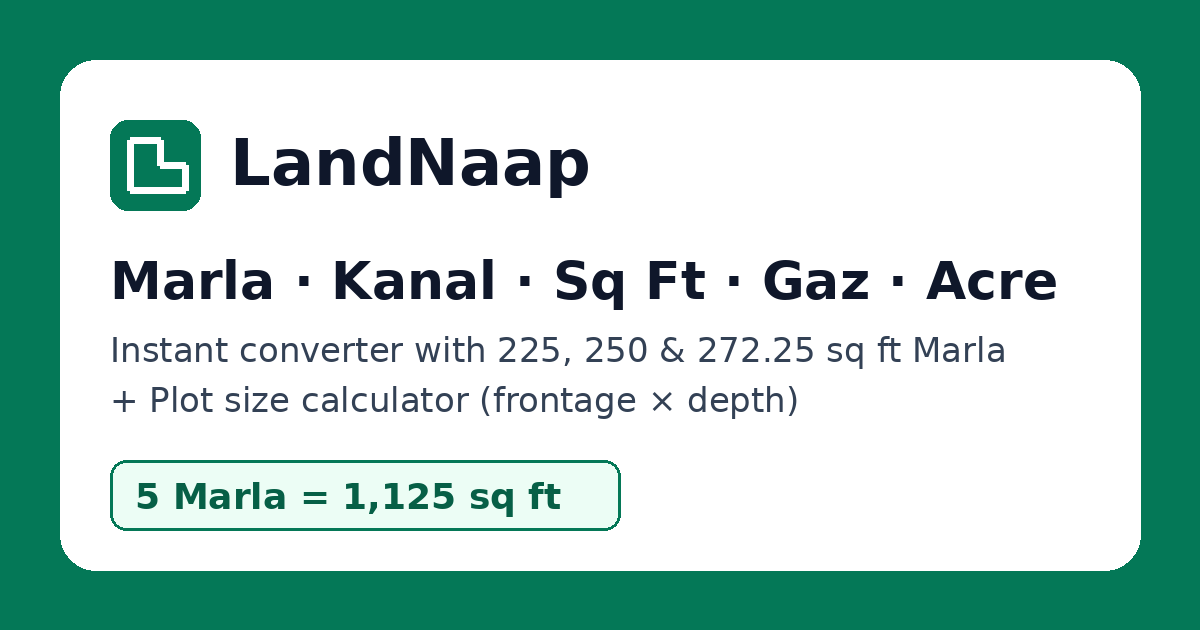 LandNaap
Marla · Kanal · Sq Ft · Gaz · Acre
Instant converter with 225, 250 & 272.25 sq ft Marla
+ Plot size calculator (frontage × depth)
5 Marla = 1,125 sq ft